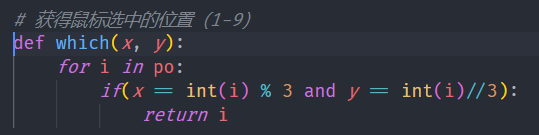 # 获得鼠标选中的位置（1-9）
def which(x, y):
    for i in po:
        if(x == int(i) % 3 and y == int(i)//3):
            return i